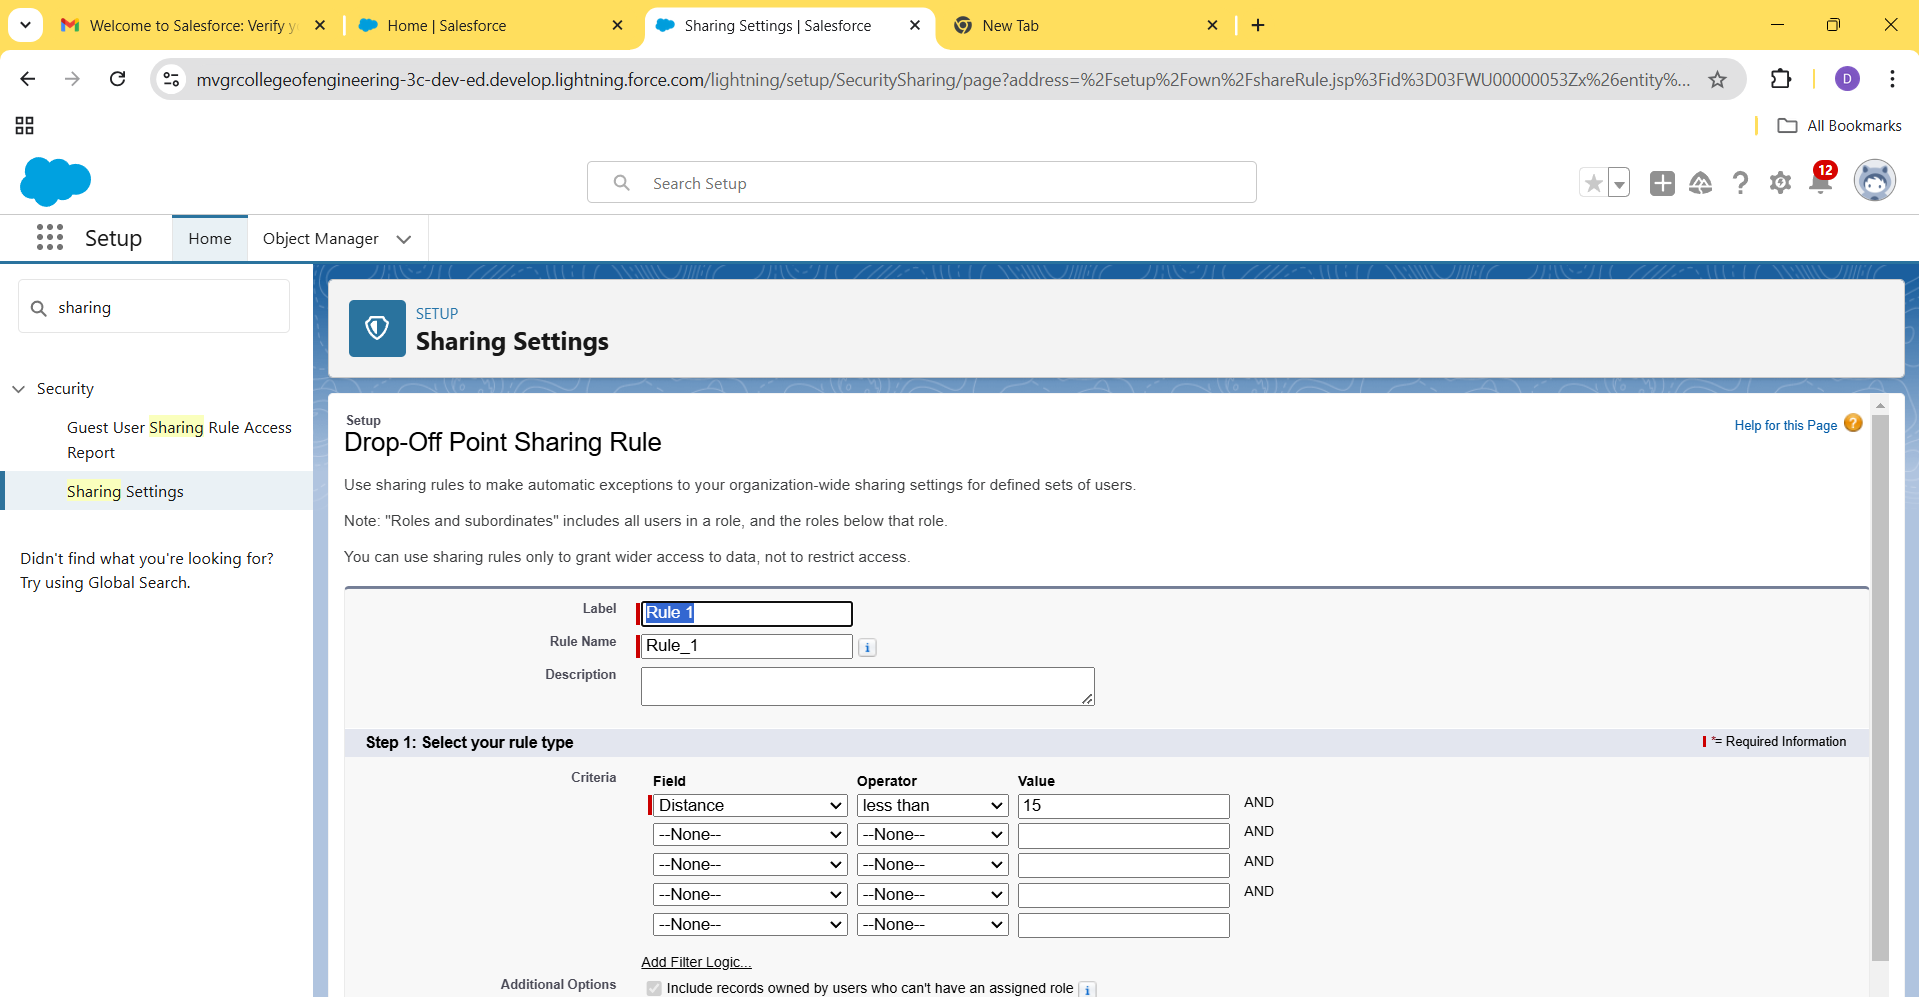 Welcome to Salesforce: Verify y
Home | Salesforce
Sharing Settings | Salesforce
New Tab
mvgrcollegeofengineering-3c-dev-ed.develop.lightning.force.com/lightning/setup/SecuritySharing/page?address=%2Fsetup%2Fown%2FshareRule.jsp%3Fid%3D03FWU00000053Zx%26entity%...
D
All Bookmarks
Search Setup
12
Setup
Home
Object Manager
sharing
Security
Guest User Sharing Rule Access
Report
Sharing Settings
Didn't find what you're looking for?
Try using Global Search.
SETUP
Sharing Settings
Setup
Drop-Off Point Sharing Rule
Help for this Page ?
Use sharing rules to make automatic exceptions to your organization-wide sharing settings for defined sets of users.
Note: "Roles and subordinates" includes all users in a role, and the roles below that role.
You can use sharing rules only to grant wider access to data, not to restrict access.
Label Rule 1
Rule Name Rule_1 i
Description
Step 1: Select your rule type
*= Required Information
Criteria
Field Operator Value
Distance less than 15 AND
--None-- --None-- AND
--None-- --None-- AND
--None-- --None-- AND
--None-- --None--
Add Filter Logic...
Additional Options Include records owned by users who can't have an assigned role i